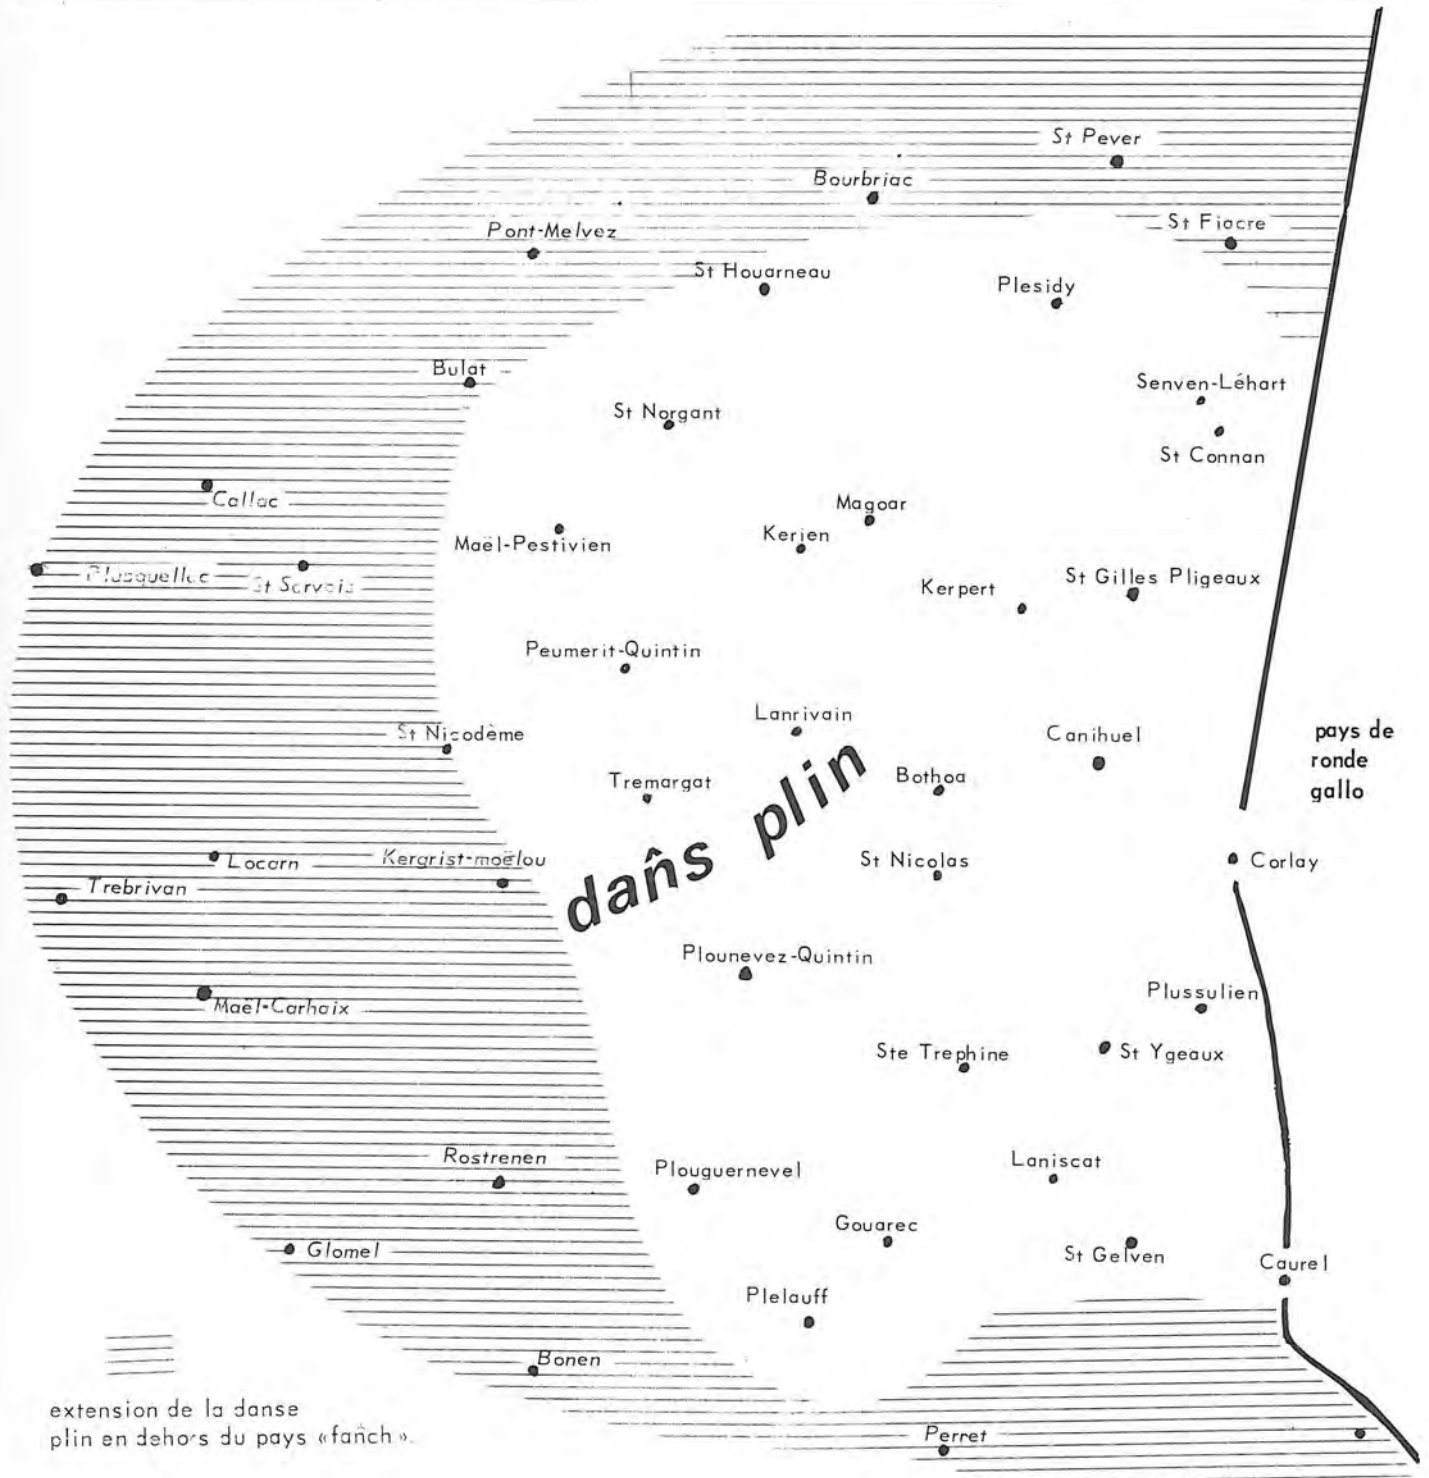 St Pever
Bourbriac
St Fiacre
Pont-Melvez
St Houarneau
Plesidy
Bulat
Senven-Léhart
St Norgant
St Connan
Callac
Magoar
Kerien
Maël-Pestivien
Plusquellec
St Servais
Kerpert
St Gilles Pligeaux
Peumerit-Quintin
Lanrivain
St Nicodème
Canihuel
pays de
ronde
gallo
Tremargat
Bothoa
dañs plin
Locarn
Kergrist-moëlou
St Nicolas
Corlay
Trebrivan
Plounevez-Quintin
Maël-Carhaix
Plussulien
Ste Trephine
St Ygeaux
Rostrenen
Plouguernevel
Laniscat
Gouarec
Glomel
St Gelven
Caurel
Plelauff
Bonen
extension de la danse
plin en dehors du pays «fañch».
Perret